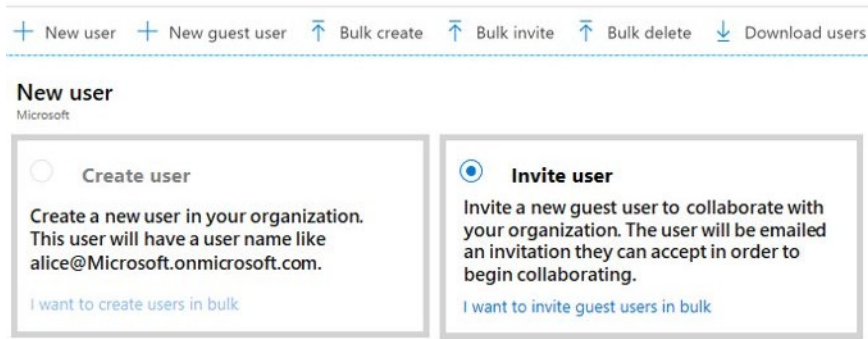 New user New guest user Bulk create Bulk invite Bulk delete Download users
New user
Microsoft
Create user
Create a new user in your organization.
This user will have a user name like
alice@Microsoft.onmicrosoft.com.
I want to create users in bulk
Invite user
Invite a new guest user to collaborate with
your organization. The user will be emailed
an invitation they can accept in order to
begin collaborating.
I want to invite guest users in bulk